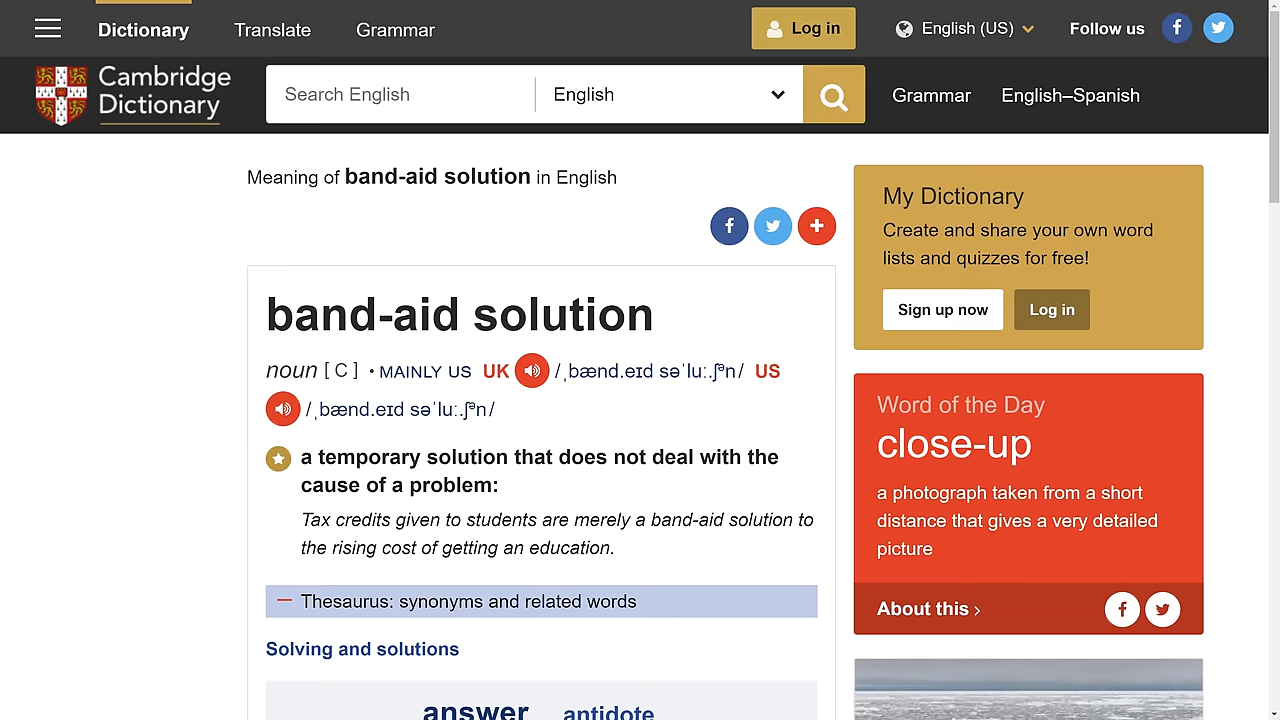 Dictionary Translate Grammar Log in English (US) Follow us
Cambridge
Dictionary
Search English English Grammar English–Spanish
Meaning of band-aid solution in English
band-aid solution
noun [ C ] • MAINLY US UK /ˌbænd.eɪd səˈluː.ʃᵊn/ US
/ˌbænd.eɪd səˈluː.ʃᵊn/
a temporary solution that does not deal with the
cause of a problem:
Tax credits given to students are merely a band-aid solution to
the rising cost of getting an education.
Thesaurus: synonyms and related words
Solving and solutions
answer antidote
My Dictionary
Create and share your own word
lists and quizzes for free!
Sign up now Log in
Word of the Day
close-up
a photograph taken from a short
distance that gives a very detailed
picture
About this ›